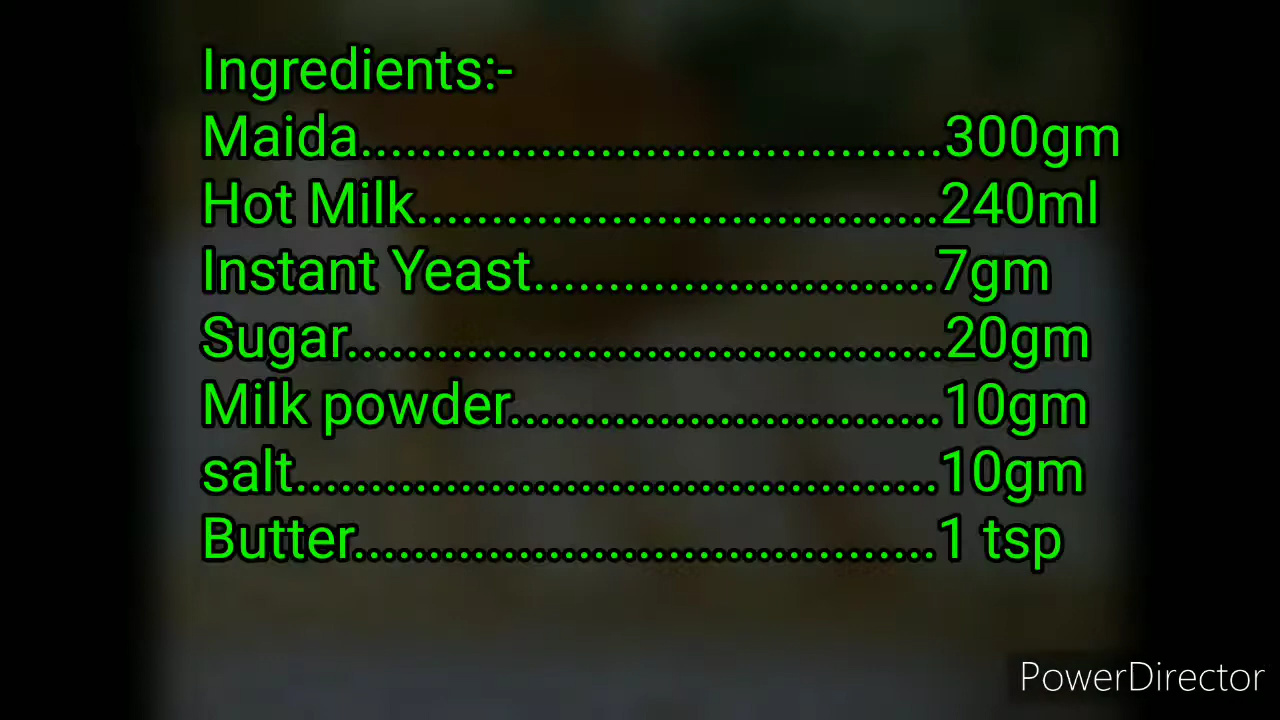 Ingredients:-
Maida.......................................300gm
Hot Milk...................................240ml
Instant Yeast...........................7gm
Sugar........................................20gm
Milk powder.............................10gm
salt...........................................10gm
Butter.......................................1 tsp
PowerDirector